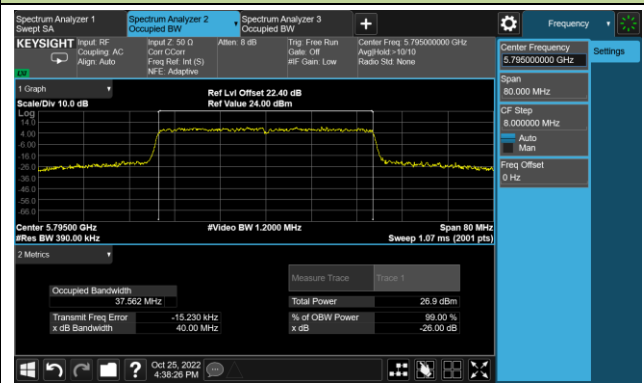 Spectrum Analyzer 1
Swept SA
Spectrum Analyzer 2
Occupied BW
Spectrum Analyzer 3
Occupied BW
+
Frequency
KEYSIGHT
Input: RF
Coupling: AC
Align: Auto
Input Z: 50 Ω
Corr CCorr
Freq Ref: Int (S)
NFE: Adaptive
Atten: 8 dB
Trig: Free Run
Gate: Off
#IF Gain: Low
Center Freq: 5.795000000 GHz
Avg|Hold:>10/10
Radio Std: None
Center Frequency
5.795000000 GHz
Settings
Span
80.000 MHz
CF Step
8.000000 MHz
Auto
Man
Freq Offset
0 Hz
1 Graph
Scale/Div 10.0 dB
Ref Lvl Offset 22.40 dB
Ref Value 24.00 dBm
Log
14.0
4.00
-6.00
-16.0
-26.0
-36.0
-46.0
-56.0
-66.0
Center 5.79500 GHz
#Res BW 390.00 kHz
#Video BW 1.2000 MHz
Span 80 MHz
Sweep 1.07 ms (2001 pts)
2 Metrics
Measure Trace
Trace 1
Occupied Bandwidth
37.562 MHz
Total Power
26.9 dBm
Transmit Freq Error
-15.230 kHz
% of OBW Power
99.00 %
x dB Bandwidth
40.00 MHz
x dB
-26.00 dB
?
Oct 25, 2022
4:38:26 PM